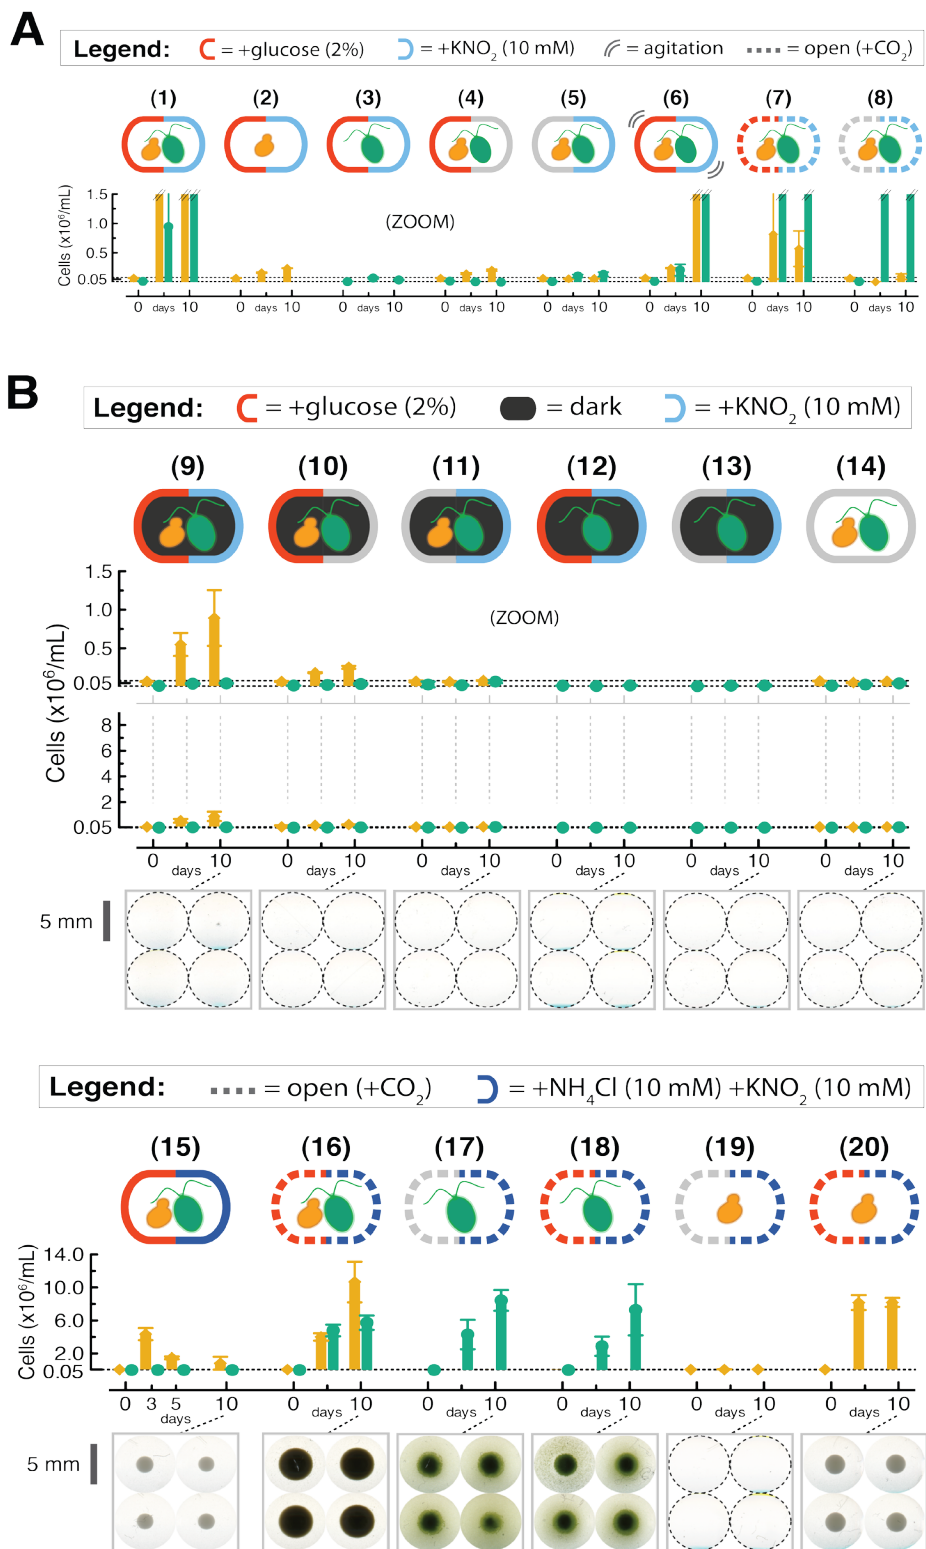 A
Legend: = +glucose (2%) = +KNO2 (10 mM) = agitation = open (+CO2)
(1) (2) (3) (4) (5) (6) (7) (8)
Cells (x10^6/mL)
1.5
1.0
0.5
0.05
(ZOOM)
0 days 10 0 days 10 0 days 10 0 days 10 0 days 10 0 days 10 0 days 10 0 days 10
B
Legend: = +glucose (2%) = dark = +KNO2 (10 mM)
(9) (10) (11) (12) (13) (14)
Cells (x10^6/mL)
1.5
1.0
0.5
0.05
(ZOOM)
8
6
4
2
0.05
0 10 0 10 0 10 0 10 0 10 0 10
days days days days days days
5 mm
Legend: = open (+CO2) = +NH4Cl (10 mM) +KNO2 (10 mM)
(15) (16) (17) (18) (19) (20)
Cells (x10^6/mL)
14.0
10.0
6.0
2.0
0.05
0 3 5 10 0 days 10 0 days 10 0 days 10 0 days 10 0 days 10
days
5 mm